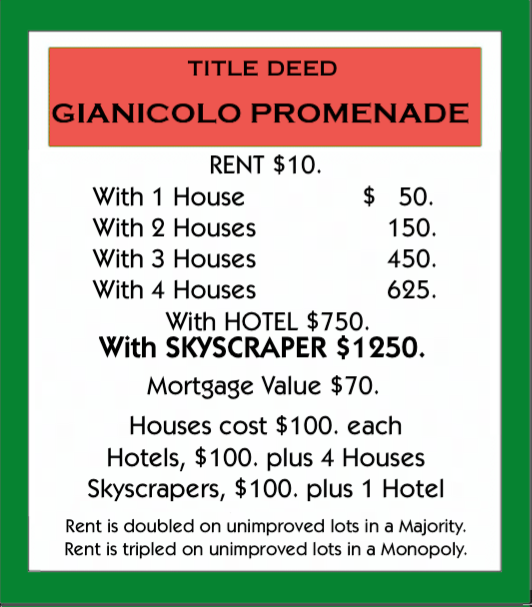 TITLE DEED
GIANICOLO PROMENADE
RENT $10.
With 1 House $ 50.
With 2 Houses 150.
With 3 Houses 450.
With 4 Houses 625.
With HOTEL $750.
With SKYSCRAPER $1250.
Mortgage Value $70.
Houses cost $100. each
Hotels, $100. plus 4 Houses
Skyscrapers, $100. plus 1 Hotel
Rent is doubled on unimproved lots in a Majority.
Rent is tripled on unimproved lots in a Monopoly.